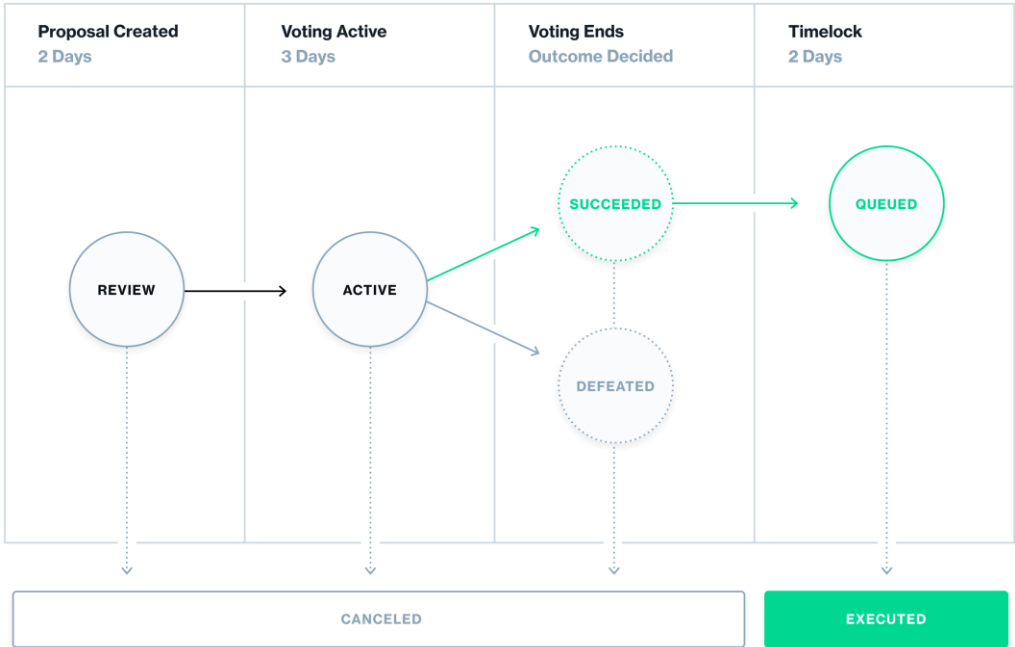 Proposal Created
2 Days
Voting Active
3 Days
Voting Ends
Outcome Decided
Timelock
2 Days
SUCCEEDED
QUEUED
REVIEW
ACTIVE
DEFEATED
CANCELED
EXECUTED